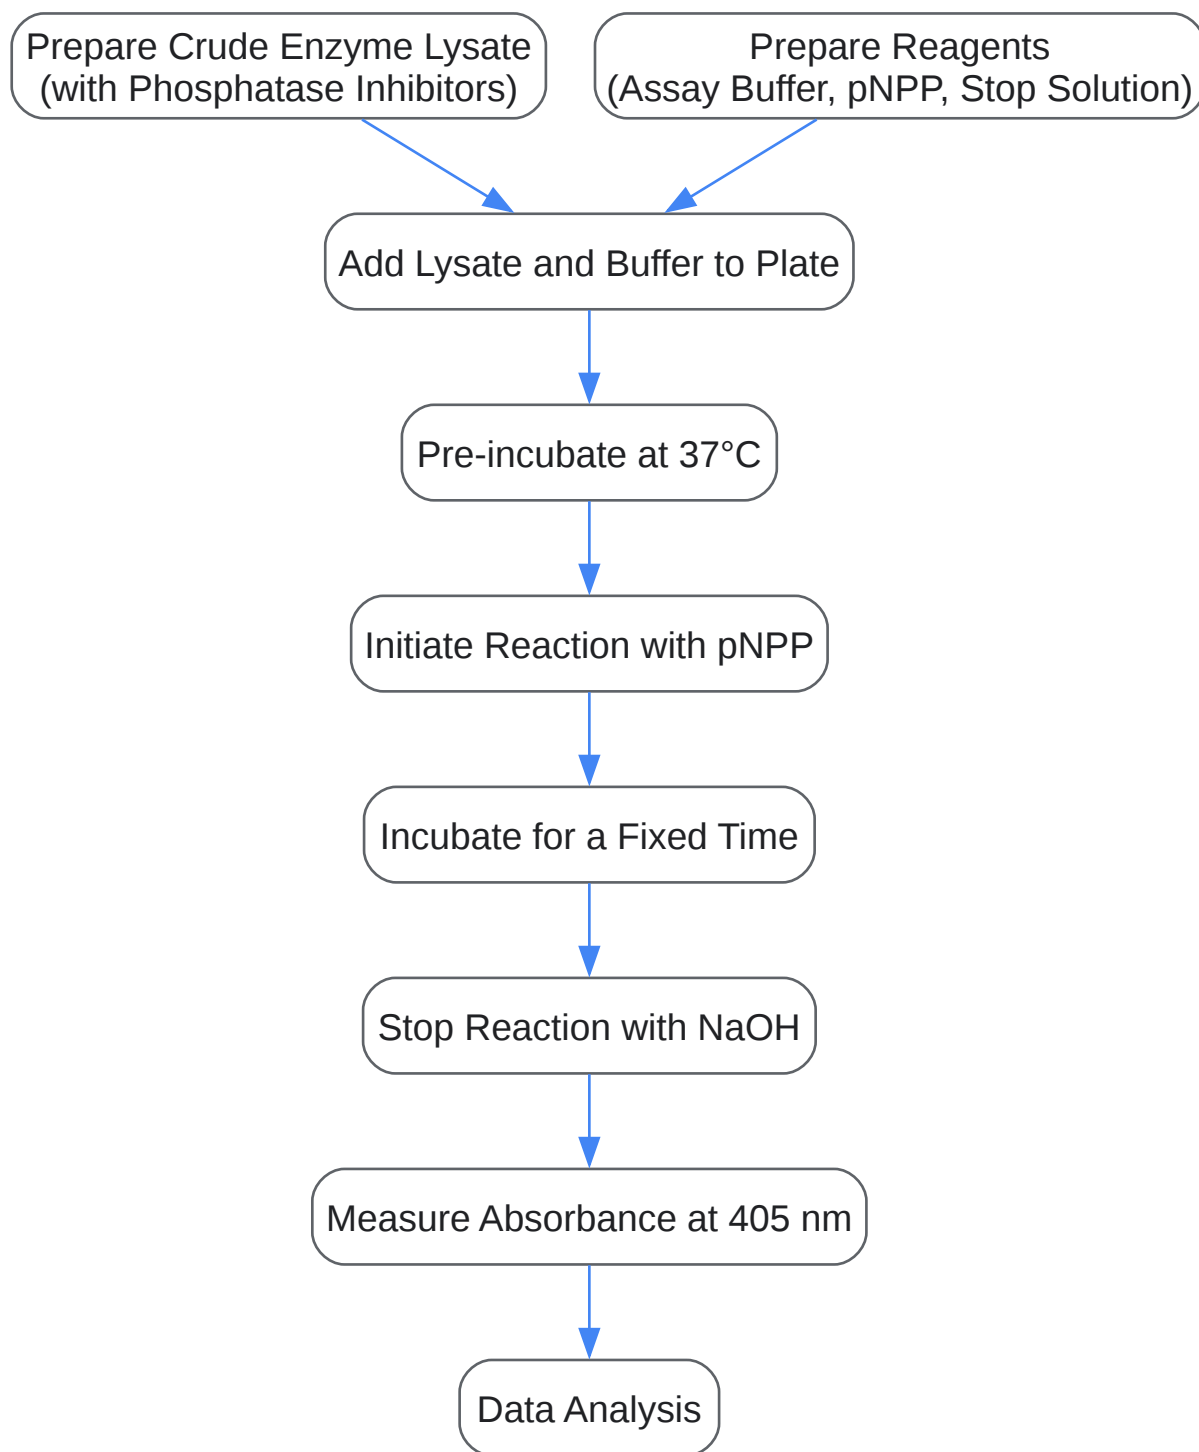 Prepare Crude Enzyme Lysate
(with Phosphatase Inhibitors)
Prepare Reagents
(Assay Buffer, pNPP, Stop Solution)
Add Lysate and Buffer to Plate
Pre-incubate at 37°C
Initiate Reaction with pNPP
Incubate for a Fixed Time
Stop Reaction with NaOH
Measure Absorbance at 405 nm
Data Analysis